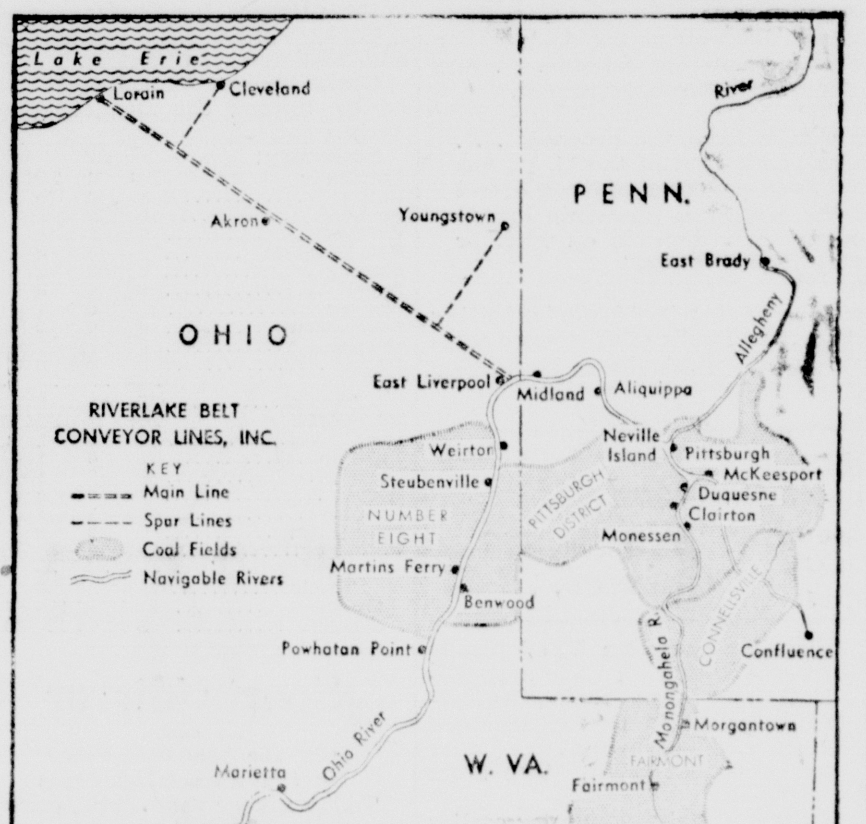 Lake Erie
Lorain
Cleveland
River
PENN.
Akron
Youngstown
East Brady
OHIO
Allegheny
East Liverpool
Midland
Aliquippa
RIVERLAKE BELT
CONVEYOR LINES, INC.
KEY
Main Line
Spur Lines
Coal Fields
Navigable Rivers
Neville
Island
Pittsburgh
McKeesport
Duquesne
Clairton
Monessen
Weirton
Steubenville
NUMBER
EIGHT
PITTSBURGH
DISTRICT
Martins Ferry
Benwood
CONNELLSVILLE
Confluence
Powhatan Point
Monongahela R.
Morgantown
Ohio River
Marietta
W. VA.
FAIRMONT
Fairmont